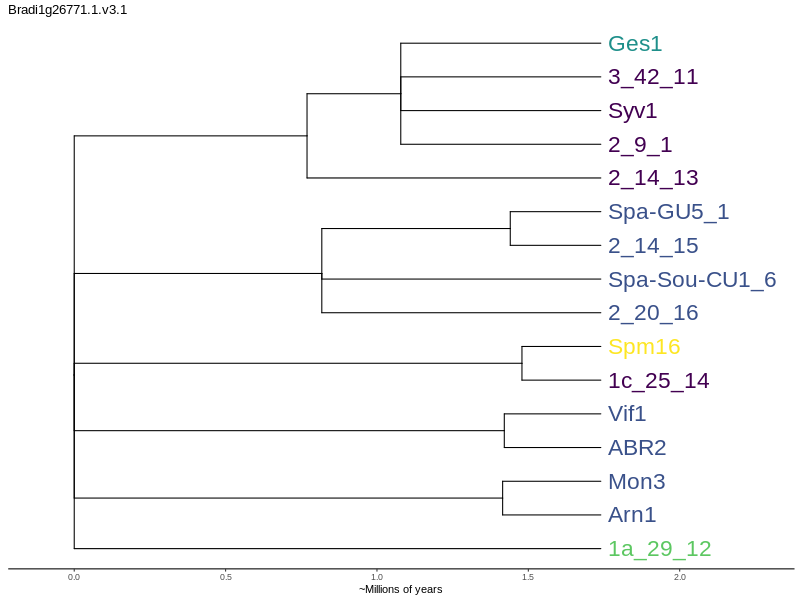 Bradi1g26771.1.v3.1
Ges1
3_42_11
Syv1
2_9_1
2_14_13
Spa-GU5_1
2_14_15
Spa-Sou-CU1_6
2_20_16
Spm16
1c_25_14
Vif1
ABR2
Mon3
Arn1
1a_29_12
0.0 0.5 1.0 1.5 2.0
~Millions of years